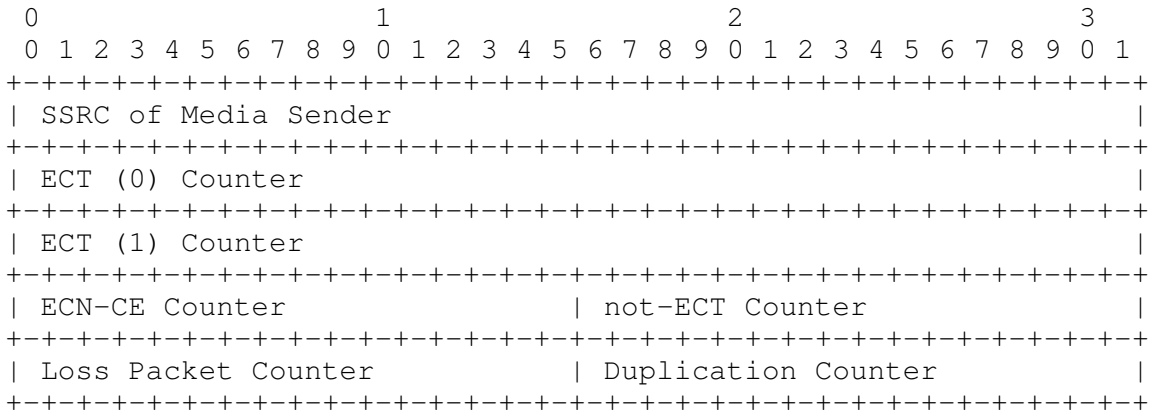 0                   1                   2                   3
 0 1 2 3 4 5 6 7 8 9 0 1 2 3 4 5 6 7 8 9 0 1 2 3 4 5 6 7 8 9 0 1
+-+-+-+-+-+-+-+-+-+-+-+-+-+-+-+-+-+-+-+-+-+-+-+-+-+-+-+-+-+-+-+-+
| SSRC of Media Sender                                          |
+-+-+-+-+-+-+-+-+-+-+-+-+-+-+-+-+-+-+-+-+-+-+-+-+-+-+-+-+-+-+-+-+
| ECT (0) Counter                                               |
+-+-+-+-+-+-+-+-+-+-+-+-+-+-+-+-+-+-+-+-+-+-+-+-+-+-+-+-+-+-+-+-+
| ECT (1) Counter                                               |
+-+-+-+-+-+-+-+-+-+-+-+-+-+-+-+-+-+-+-+-+-+-+-+-+-+-+-+-+-+-+-+-+
| ECN-CE Counter                | not-ECT Counter               |
+-+-+-+-+-+-+-+-+-+-+-+-+-+-+-+-+-+-+-+-+-+-+-+-+-+-+-+-+-+-+-+-+
| Loss Packet Counter           | Duplication Counter           |
+-+-+-+-+-+-+-+-+-+-+-+-+-+-+-+-+-+-+-+-+-+-+-+-+-+-+-+-+-+-+-+-+